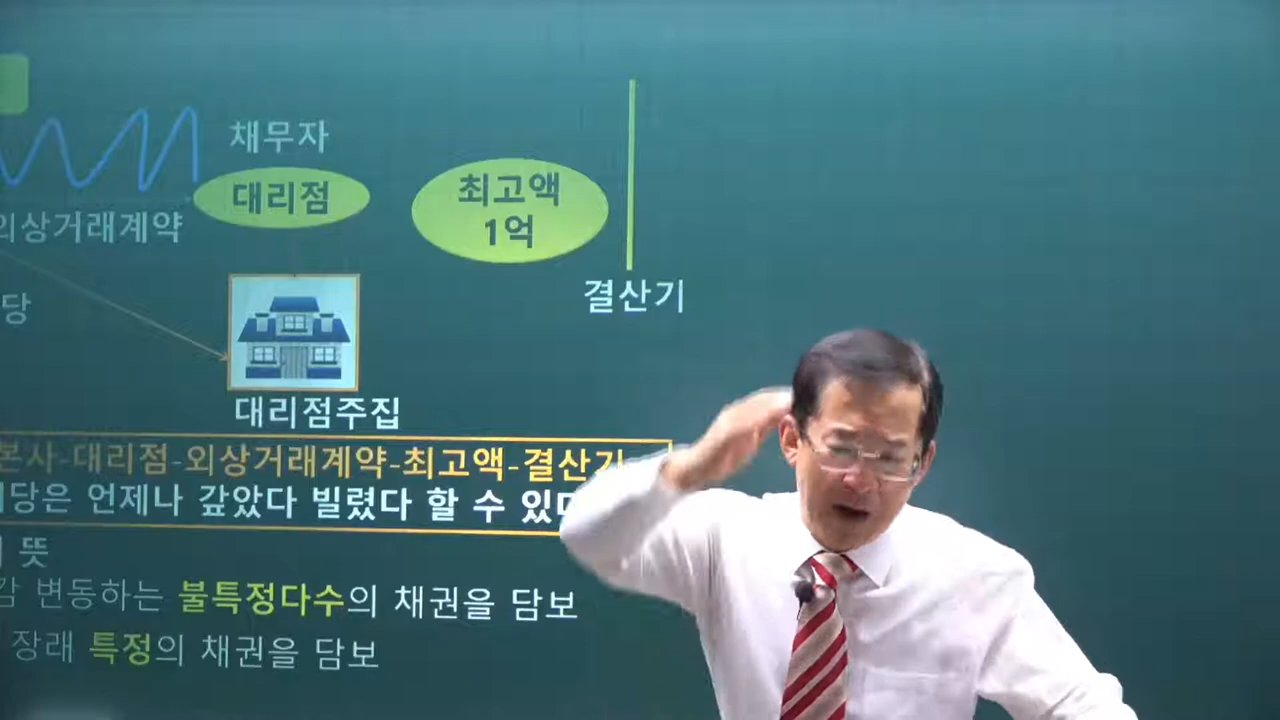 채무자
대리점
최고액
1억
외상거래계약
결산기
당
대리점주집
본사-대리점-외상거래계약-최고액-결산기
당은 언제나 갚았다 빌렸다 할 수 있다
뜻
변동하는 불특정다수의 채권을 담보
장래 특정의 채권을 담보